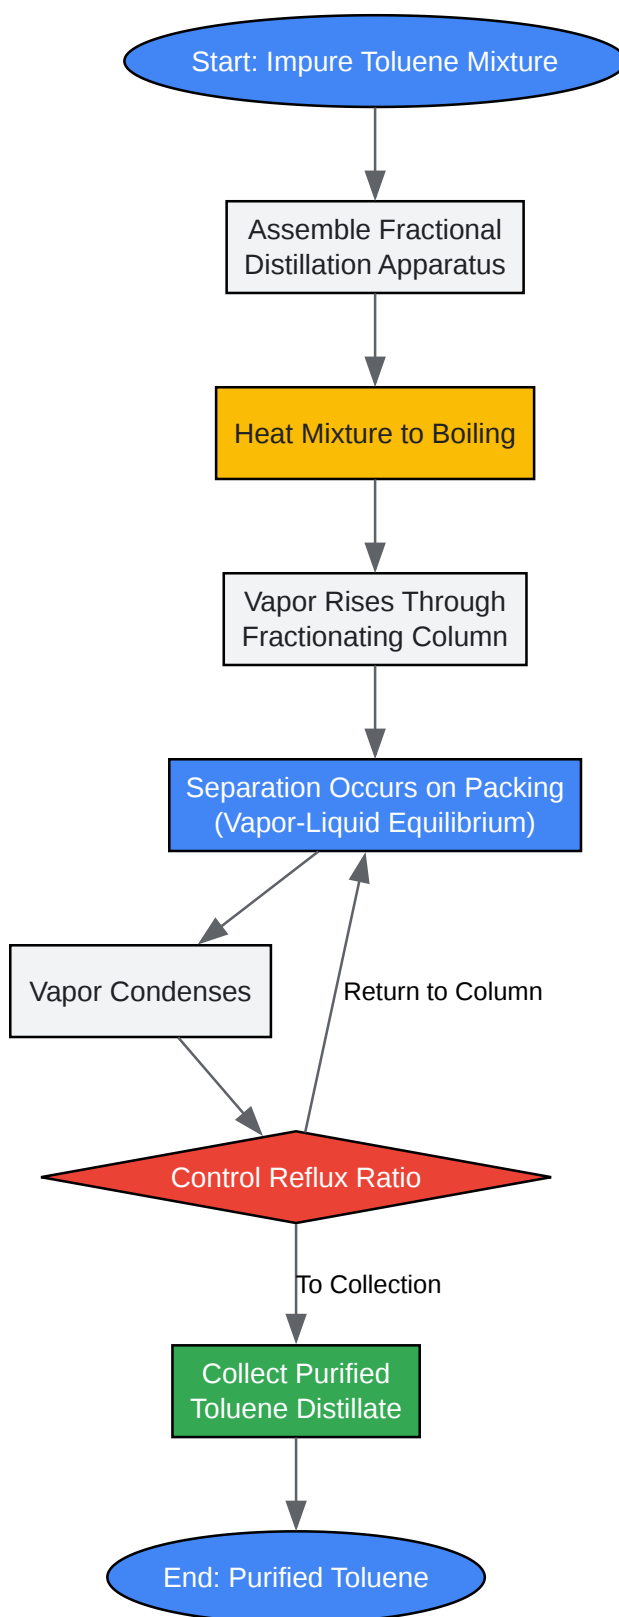 Start: Impure Toluene Mixture
Assemble Fractional
Distillation Apparatus
Heat Mixture to Boiling
Vapor Rises Through
Fractionating Column
Separation Occurs on Packing
(Vapor-Liquid Equilibrium)
Vapor Condenses
Return to Column
Control Reflux Ratio
To Collection
Collect Purified
Toluene Distillate
End: Purified Toluene